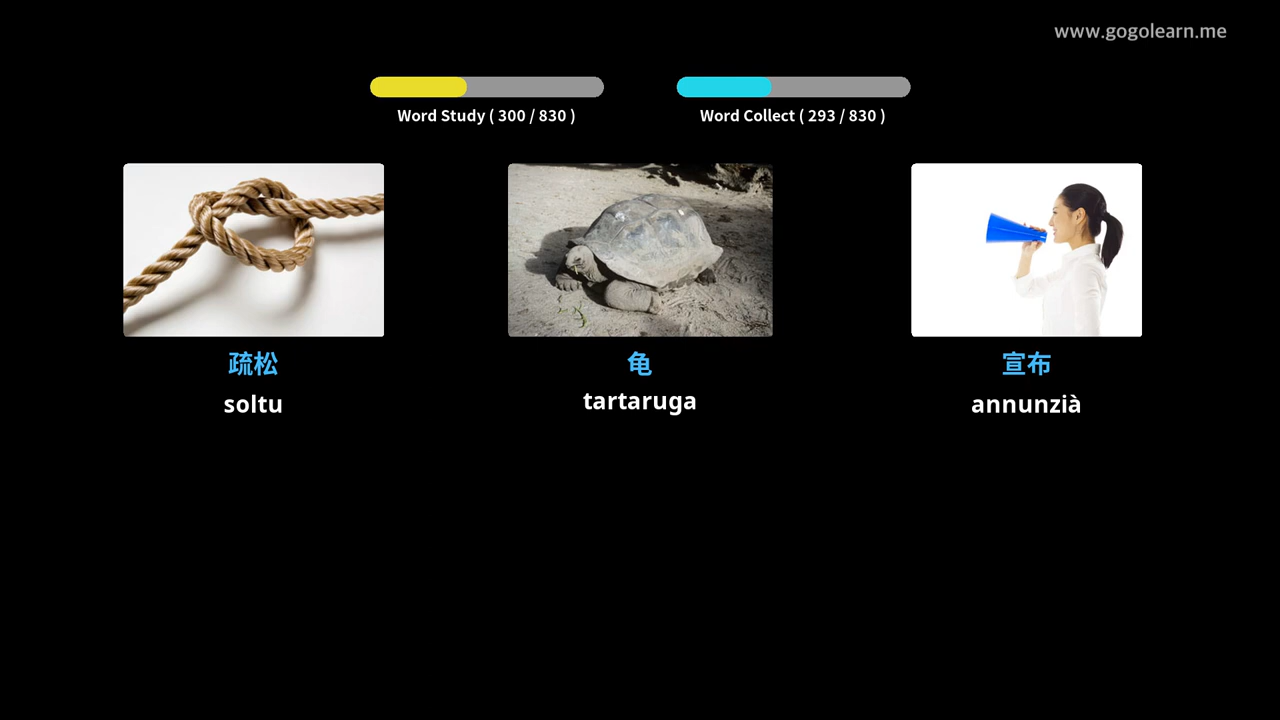 www.gogolearn.me
Word Study ( 300 / 830 )
Word Collect ( 293 / 830 )
疏松
龟
宣布
soltu
tartaruga
annunzià